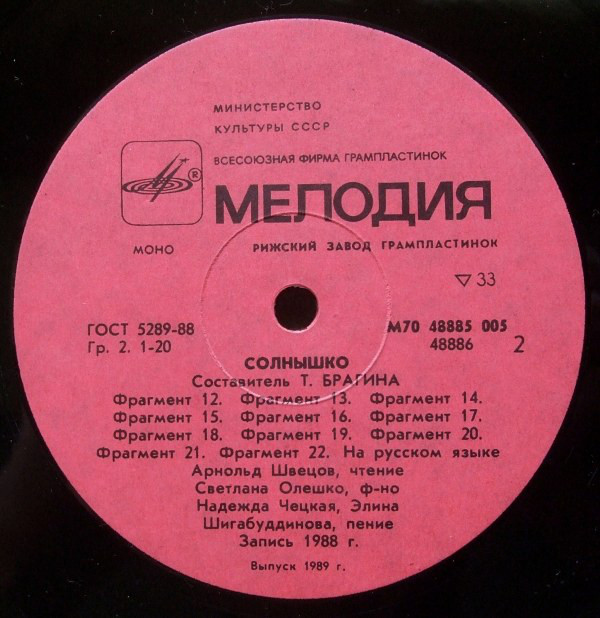 МИНИСТЕРСТВО
КУЛЬТУРЫ СССР
ВСЕСОЮЗНАЯ ФИРМА ГРАМПЛАСТИНОК
®
МЕЛОДИЯ
МОНО
РИЖСКИЙ ЗАВОД ГРАМПЛАСТИНОК
▽ 33
ГОСТ 5289-88
М70 48885 005
Гр. 2. 1-20
48886 2
СОЛНЫШКО
Составитель Т. БРАГИНА
Фрагмент 12. Фрагмент 13. Фрагмент 14.
Фрагмент 15. Фрагмент 16. Фрагмент 17.
Фрагмент 18. Фрагмент 19. Фрагмент 20.
Фрагмент 21. Фрагмент 22. На русском языке
Арнольд Швецов, чтение
Светлана Олешко, ф-но
Надежда Чецкая, Элина
Шигабуддинова, пение
Запись 1988 г.
Выпуск 1989 г.